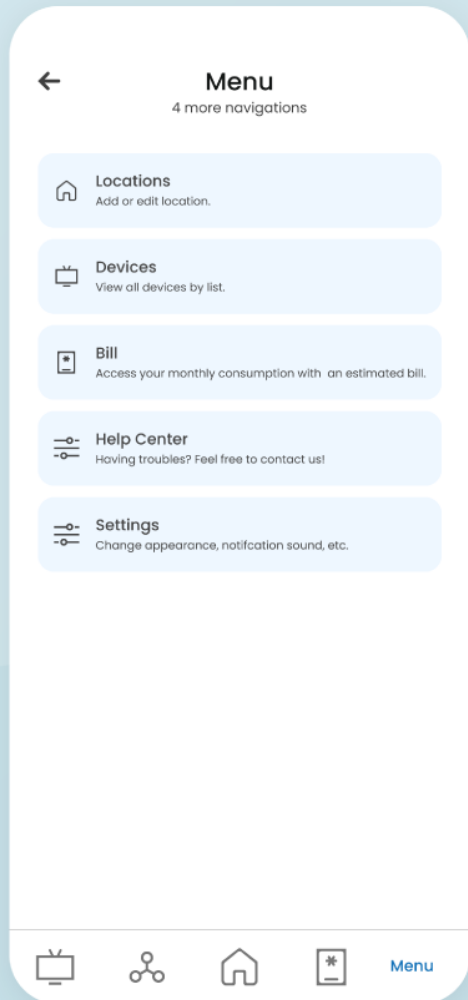 Menu
4 more navigations
Locations
Add or edit location.
Devices
View all devices by list.
Bill
Access your monthly consumption with an estimated bill.
Help Center
Having troubles? Feel free to contact us!
Settings
Change appearance, notifcation sound, etc.
Menu